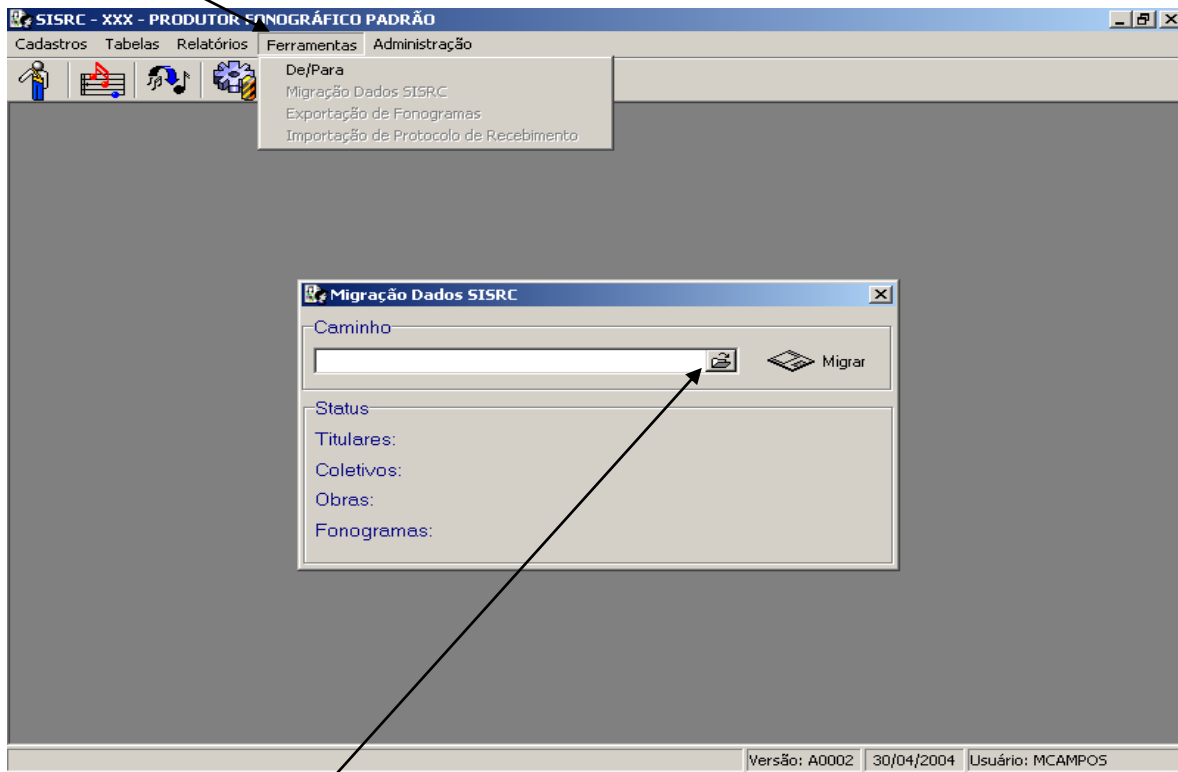 SISRC - XXX - PRODUTOR FONOGRÁFICO PADRÃO
Cadastros Tabelas Relatórios Ferramentas Administração
De/Para
Migração Dados SISRC
Exportação de Fonogramas
Importação de Protocolo de Recebimento
Migração Dados SISRC
Caminho
Migrar
Status
Titulares:
Coletivos:
Obras:
Fonogramas:
Versão: A0002 30/04/2004 Usuário: MCAMPOS